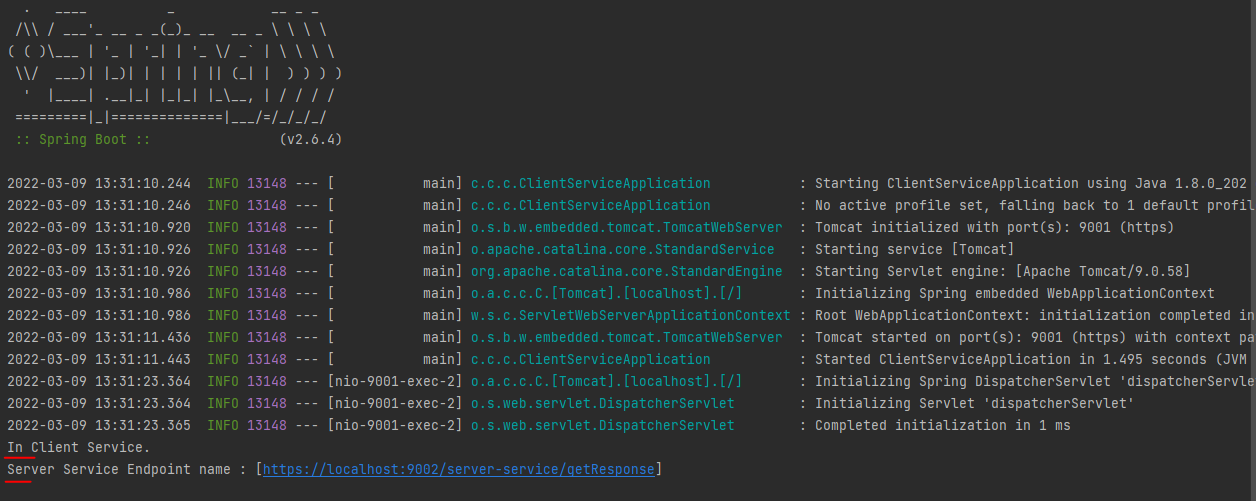 .   ____          _            __ _ _
 /\\ / ___'_ __ _ _(_)_ __  __ _ \ \ \ \
( ( )\___ | '_ | '_| | '_ \/ _` | \ \ \ \
 \\/  ___)| |_)| | | | | || (_| |  ) ) ) )
  '  |____| .__|_| |_|_| |_\__, | / / / /
 =========|_|==============|___/=/_/_/_/
 :: Spring Boot ::                (v2.6.4)
2022-03-09 13:31:10.244  INFO 13148 --- [           main] c.c.c.ClientServiceApplication           : Starting ClientServiceApplication using Java 1.8.0_202
2022-03-09 13:31:10.246  INFO 13148 --- [           main] c.c.c.ClientServiceApplication           : No active profile set, falling back to 1 default profil
2022-03-09 13:31:10.920  INFO 13148 --- [           main] o.s.b.w.embedded.tomcat.TomcatWebServer  : Tomcat initialized with port(s): 9001 (https)
2022-03-09 13:31:10.926  INFO 13148 --- [           main] o.apache.catalina.core.StandardService   : Starting service [Tomcat]
2022-03-09 13:31:10.926  INFO 13148 --- [           main] org.apache.catalina.core.StandardEngine  : Starting Servlet engine: [Apache Tomcat/9.0.58]
2022-03-09 13:31:10.986  INFO 13148 --- [           main] o.a.c.c.C.[Tomcat].[localhost].[/]       : Initializing Spring embedded WebApplicationContext
2022-03-09 13:31:10.986  INFO 13148 --- [           main] w.s.c.ServletWebServerApplicationContext : Root WebApplicationContext: initialization completed in
2022-03-09 13:31:11.436  INFO 13148 --- [           main] o.s.b.w.embedded.tomcat.TomcatWebServer  : Tomcat started on port(s): 9001 (https) with context pa
2022-03-09 13:31:11.443  INFO 13148 --- [           main] c.c.c.ClientServiceApplication           : Started ClientServiceApplication in 1.495 seconds (JVM
2022-03-09 13:31:23.364  INFO 13148 --- [nio-9001-exec-2] o.a.c.c.C.[Tomcat].[localhost].[/]       : Initializing Spring DispatcherServlet 'dispatcherServle
2022-03-09 13:31:23.364  INFO 13148 --- [nio-9001-exec-2] o.s.web.servlet.DispatcherServlet        : Initializing Servlet 'dispatcherServlet'
2022-03-09 13:31:23.365  INFO 13148 --- [nio-9001-exec-2] o.s.web.servlet.DispatcherServlet        : Completed initialization in 1 ms
In Client Service.
Server Service Endpoint name : [https://localhost:9002/server-service/getResponse]